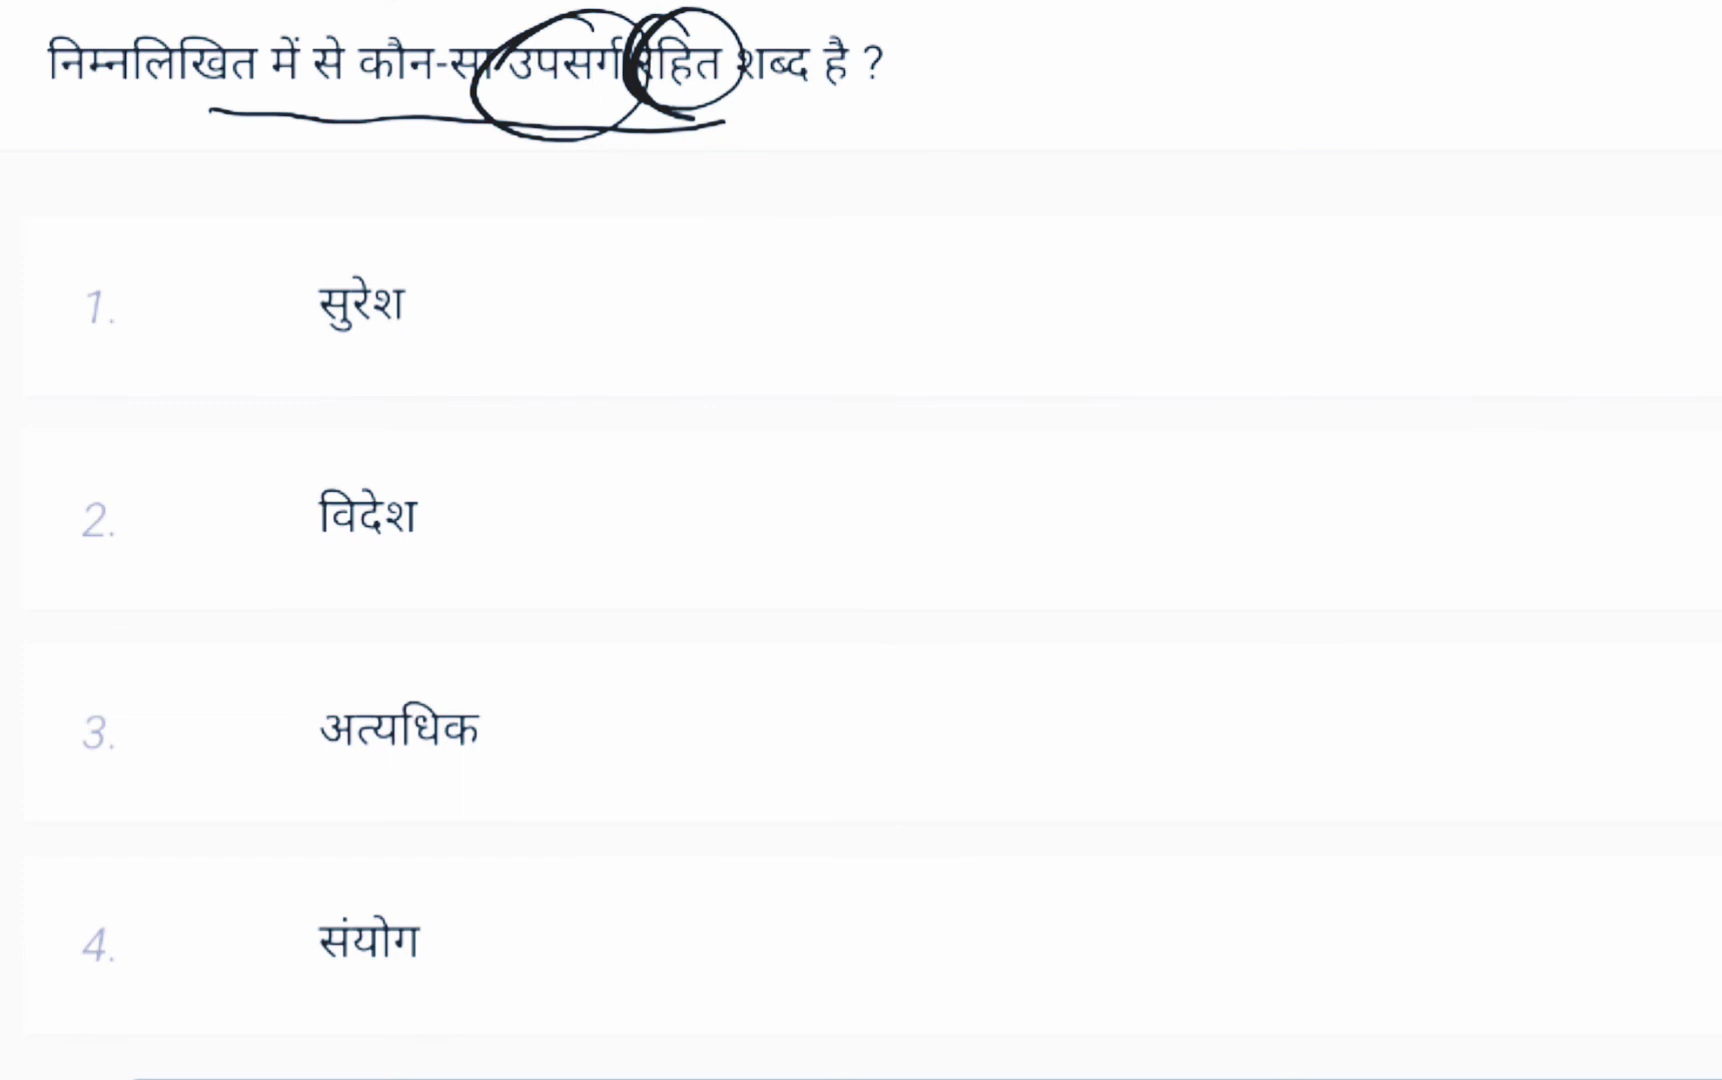 निम्नलिखित में से कौन-सा उपसर्ग रहित शब्द है ?
1. सुरेश
2. विदेश
3. अत्यधिक
4. संयोग